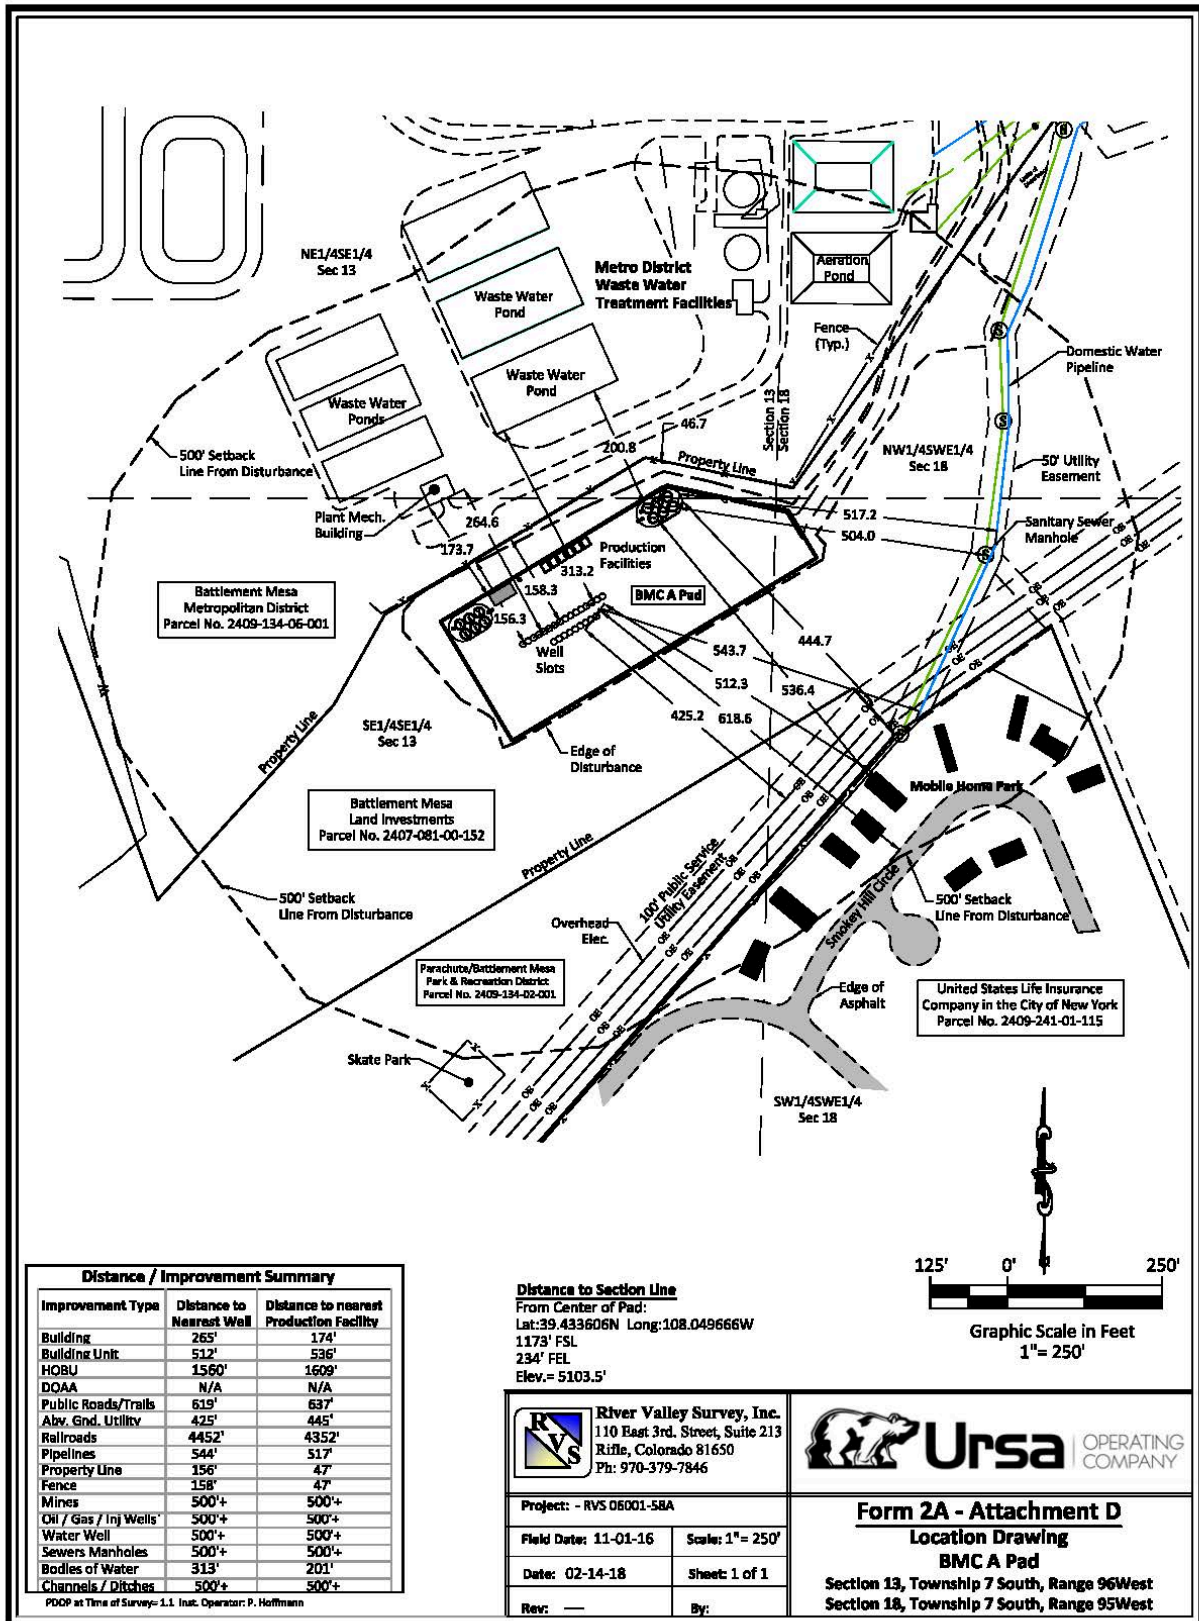 NE1/4SE1/4
Sec 13
Metro District
Waste Water
Treatment Facilities
Waste Water
Pond
Aeration
Pond
Waste Water
Pond
Fence
(Typ.)
Domestic Water
Pipeline
Waste Water
Ponds
Section 13
Section 18
46.7
200.8
Property Line
NW1/4SWE1/4
Sec 18
500' Setback
Line From Disturbance
50' Utility
Easement
Plant Mech.
Building
264.6
173.7
517.2
504.0
Sanitary Sewer
Manhole
Production
Facilities
313.2
158.3
156.3
BMC A Pad
Well
Slots
Battlement Mesa
Metropolitan District
Parcel No. 2409-134-06-001
543.7
444.7
512.3
536.4
425.2
618.6
SE1/4SE1/4
Sec 13
Property Line
Edge of
Disturbance
Mobile Home Park
Battlement Mesa
Land Investments
Parcel No. 2407-081-00-152
Property Line
500' Setback
Line From Disturbance
100' Public Service
Utility Easement
Smokey Hill Circle
500' Setback
Line From Disturbance
Overhead
Elec.
Parachute/Battlement Mesa
Park & Recreation District
Parcel No. 2409-134-02-001
Edge of
Asphalt
United States Life Insurance
Company in the City of New York
Parcel No. 2409-241-01-115
Skate Park
SW1/4SWE1/4
Sec 18
125' 0' 250'
Graphic Scale in Feet
1"= 250'
Distance / Improvement Summary
Improvement Type Distance to Nearest Well Distance to nearest Production Facility
Building 265' 174'
Building Unit 512' 536'
HOBU 1560' 1609'
DOAA N/A N/A
Public Roads/Trails 619' 637'
Abv. Gnd. Utility 425' 445'
Railroads 4452' 4352'
Pipelines 544' 517'
Property Line 156' 47'
Fence 158' 47'
Mines 500'+ 500'+
Oil / Gas / Inj Wells' 500'+ 500'+
Water Well 500'+ 500'+
Sewers Manholes 500'+ 500'+
Bodies of Water 313' 201'
Channels / Ditches 500'+ 500'+
PDOP at Time of Survey= 1.1 Inst. Operator: P. Hoffmann
Distance to Section Line
From Center of Pad:
Lat:39.433606N Long:108.049666W
1173' FSL
234' FEL
Elev.= 5103.5'
RVS
River Valley Survey, Inc.
110 East 3rd. Street, Suite 213
Rifle, Colorado 81650
Ph: 970-379-7846
Ursa OPERATING COMPANY
Project: - RVS 06001-58A
Field Date: 11-01-16 Scale: 1"= 250'
Date: 02-14-18 Sheet: 1 of 1
Rev: — By:
Form 2A - Attachment D
Location Drawing
BMC A Pad
Section 13, Township 7 South, Range 96West
Section 18, Township 7 South, Range 95West